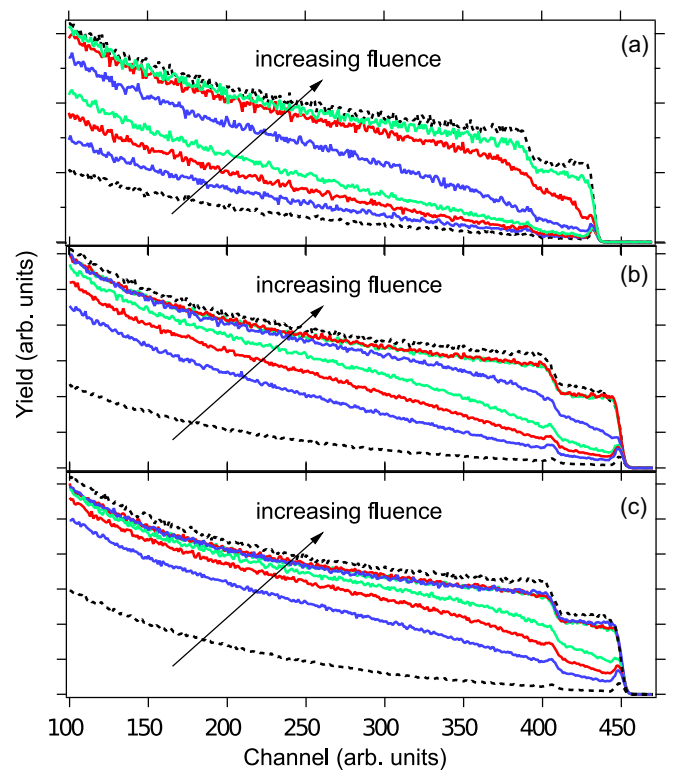 (a)
increasing fluence
(b)
increasing fluence
(c)
increasing fluence
Yield (arb. units)
100 150 200 250 300 350 400 450
Channel (arb. units)